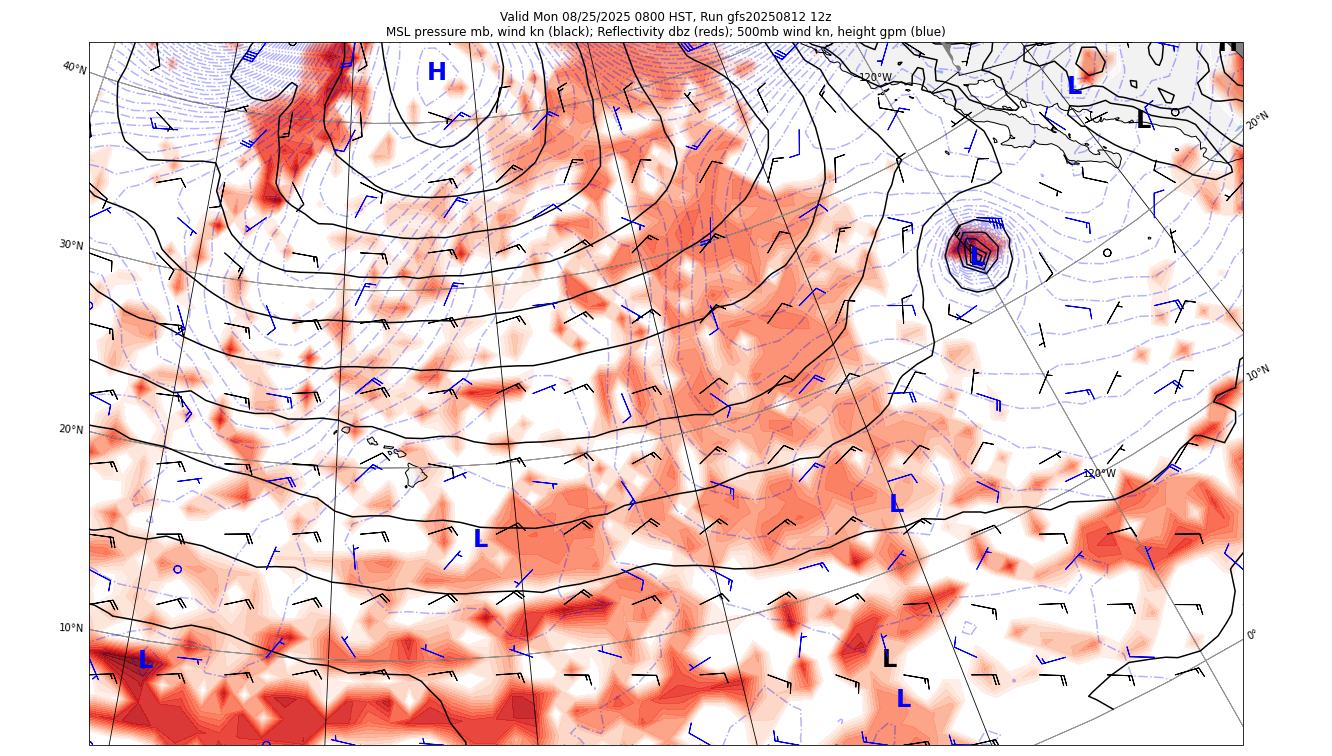 Valid Mon 08/25/2025 0800 HST, Run gfs20250812 12z
MSL pressure mb, wind kn (black); Reflectivity dbz (reds); 500mb wind kn, height gpm (blue)
H
40°N
120°W
L
L
20°N
30°N
L
10°N
20°N
120°W
L
L
10°N
0°
L
L
L